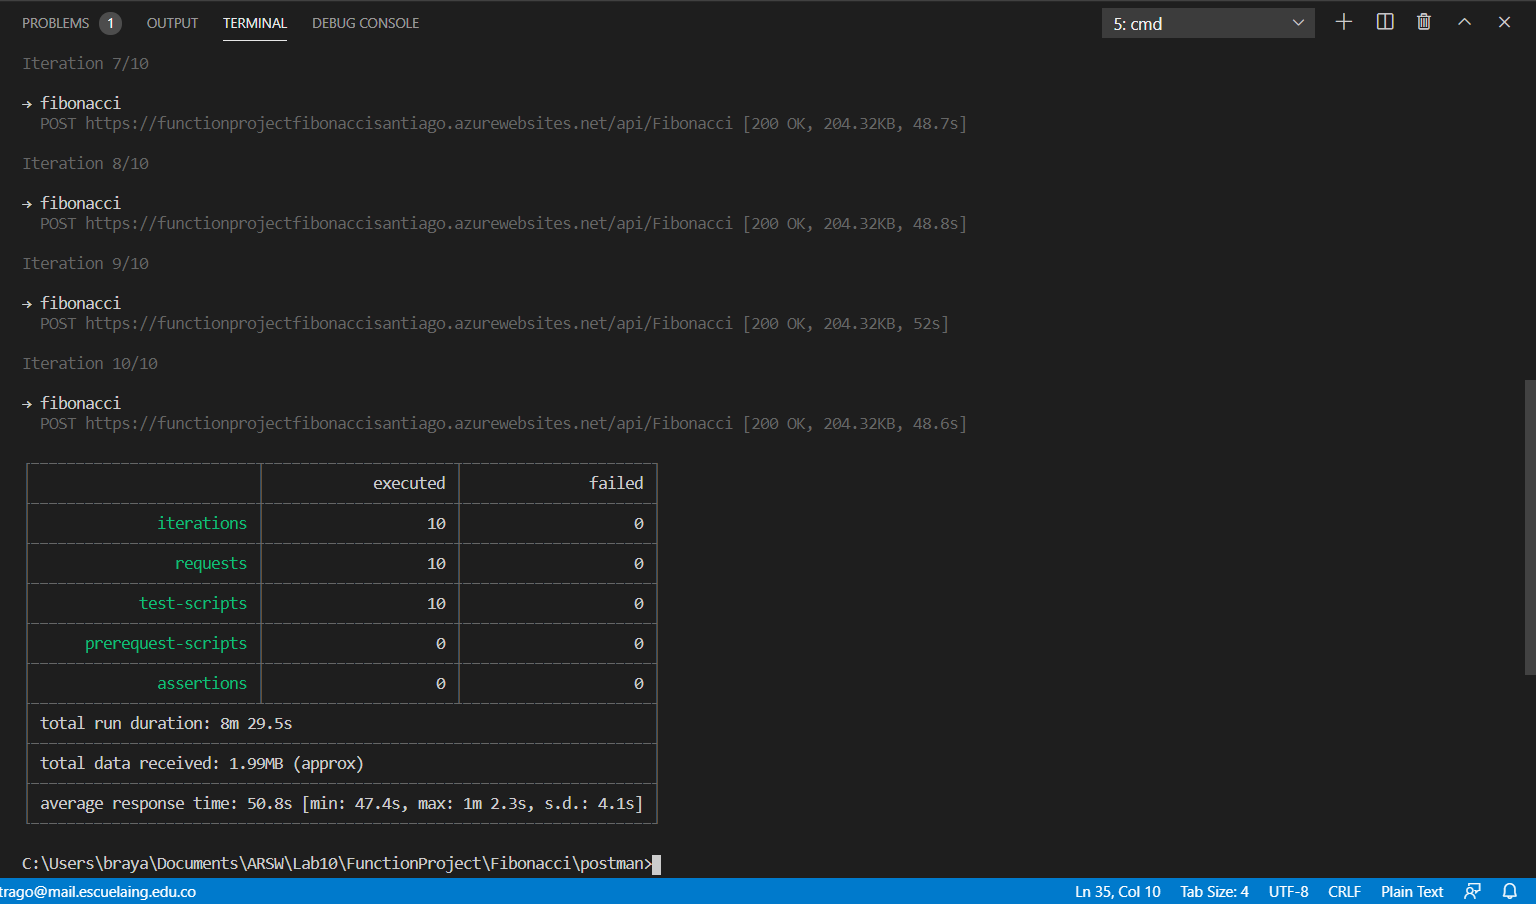 PROBLEMS 1 OUTPUT TERMINAL DEBUG CONSOLE 5: cmd
Iteration 7/10
→ fibonacci
POST https://functionprojectfibonaccisantiago.azurewebsites.net/api/Fibonacci [200 OK, 204.32KB, 48.7s]
Iteration 8/10
→ fibonacci
POST https://functionprojectfibonaccisantiago.azurewebsites.net/api/Fibonacci [200 OK, 204.32KB, 48.8s]
Iteration 9/10
→ fibonacci
POST https://functionprojectfibonaccisantiago.azurewebsites.net/api/Fibonacci [200 OK, 204.32KB, 52s]
Iteration 10/10
→ fibonacci
POST https://functionprojectfibonaccisantiago.azurewebsites.net/api/Fibonacci [200 OK, 204.32KB, 48.6s]
executed failed
iterations 10 0
requests 10 0
test-scripts 10 0
prerequest-scripts 0 0
assertions 0 0
total run duration: 8m 29.5s
total data received: 1.99MB (approx)
average response time: 50.8s [min: 47.4s, max: 1m 2.3s, s.d.: 4.1s]
C:\Users\braya\Documents\ARSW\Lab10\FunctionProject\Fibonacci\postman>
trago@mail.escuelaing.edu.co Ln 35, Col 10 Tab Size: 4 UTF-8 CRLF Plain Text